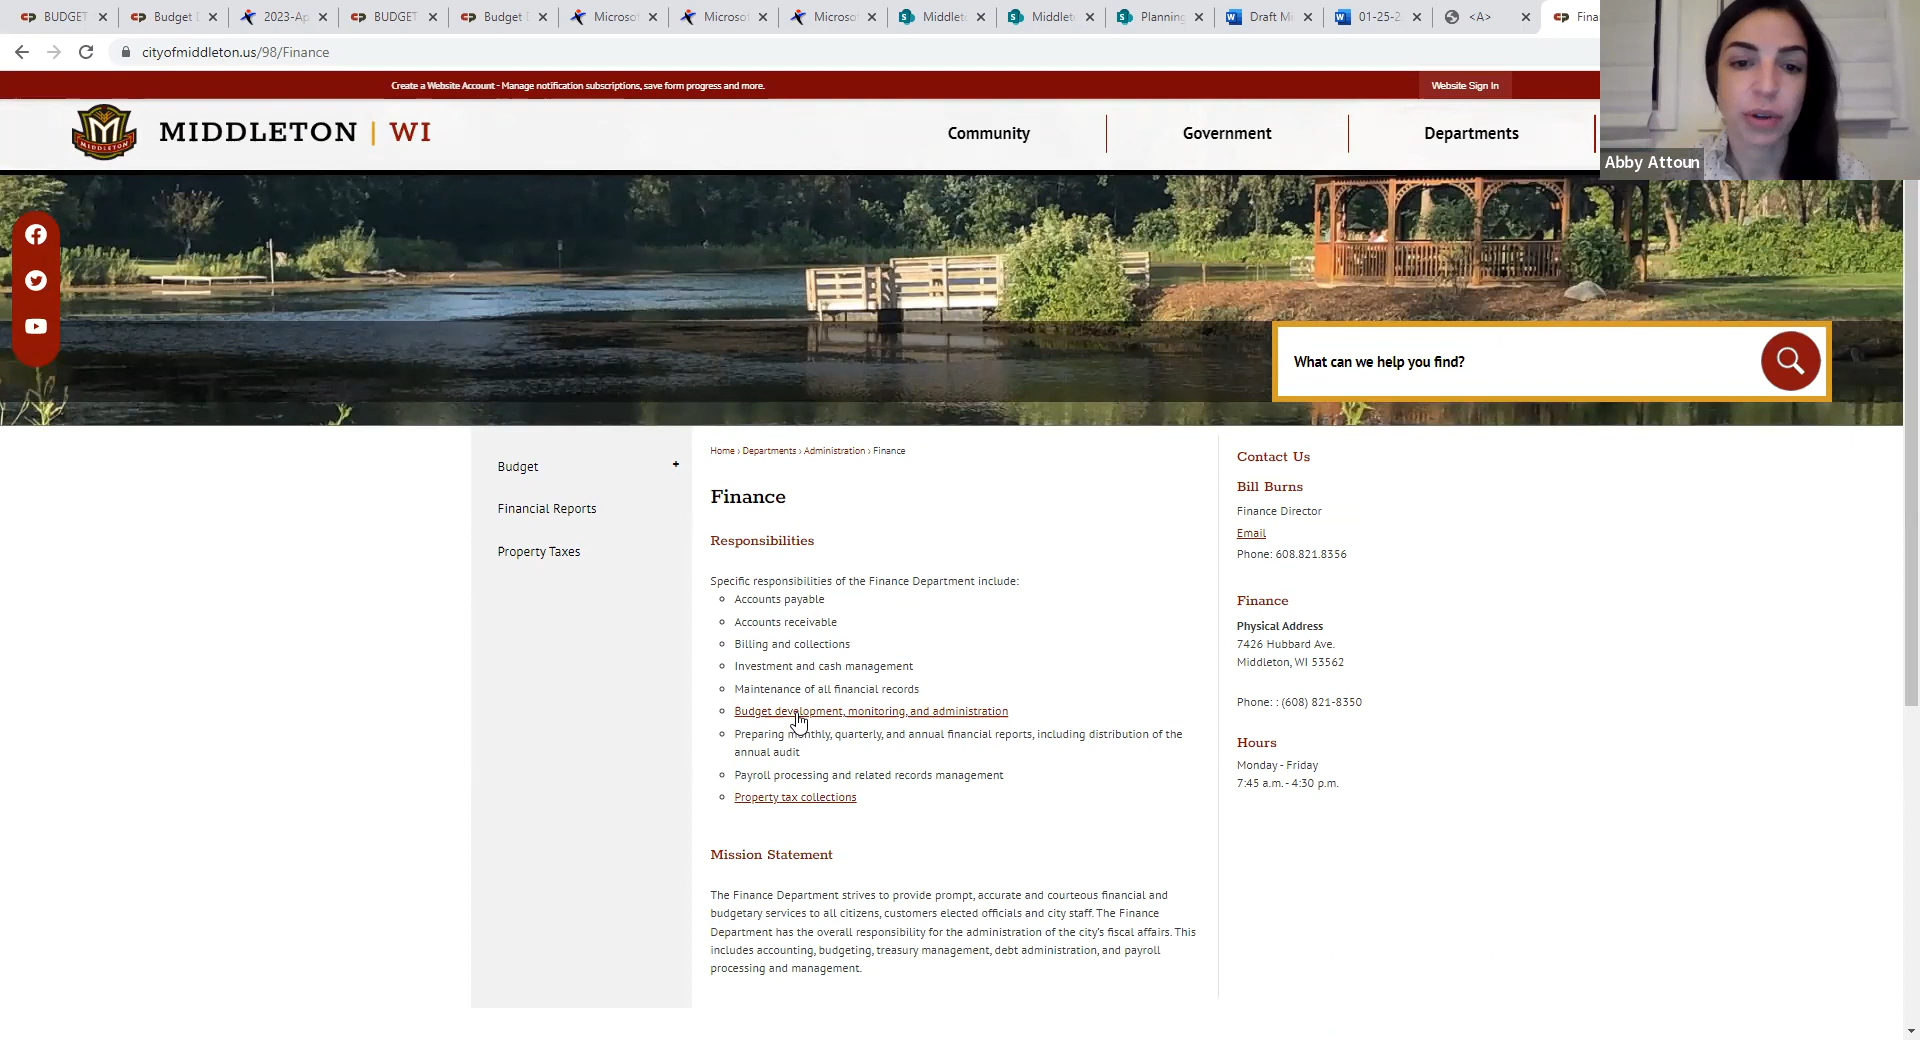 BUDGET
Budget
2023-Ap
BUDGET
Budget
Microso
Microso
Microso
Middlet
Middlet
Planning
Draft Mi
01-25-2
<A>
Fina
cityofmiddleton.us/98/Finance
Create a Website Account - Manage notification subscriptions, save form progress and more.
Website Sign In
MIDDLETON
MIDDLETON | WI
Community
Government
Departments
Abby Attoun
What can we help you find?
Budget +
Financial Reports
Property Taxes
Home › Departments › Administration › Finance
Finance
Responsibilities
Specific responsibilities of the Finance Department include:
Accounts payable
Accounts receivable
Billing and collections
Investment and cash management
Maintenance of all financial records
Budget development, monitoring, and administration
Preparing monthly, quarterly, and annual financial reports, including distribution of the
annual audit
Payroll processing and related records management
Property tax collections
Mission Statement
The Finance Department strives to provide prompt, accurate and courteous financial and
budgetary services to all citizens, customers elected officials and city staff. The Finance
Department has the overall responsibility for the administration of the city's fiscal affairs. This
includes accounting, budgeting, treasury management, debt administration, and payroll
processing and management.
Contact Us
Bill Burns
Finance Director
Email
Phone: 608.821.8356
Finance
Physical Address
7426 Hubbard Ave.
Middleton, WI 53562
Phone: : (608) 821-8350
Hours
Monday - Friday
7:45 a.m. - 4:30 p.m.